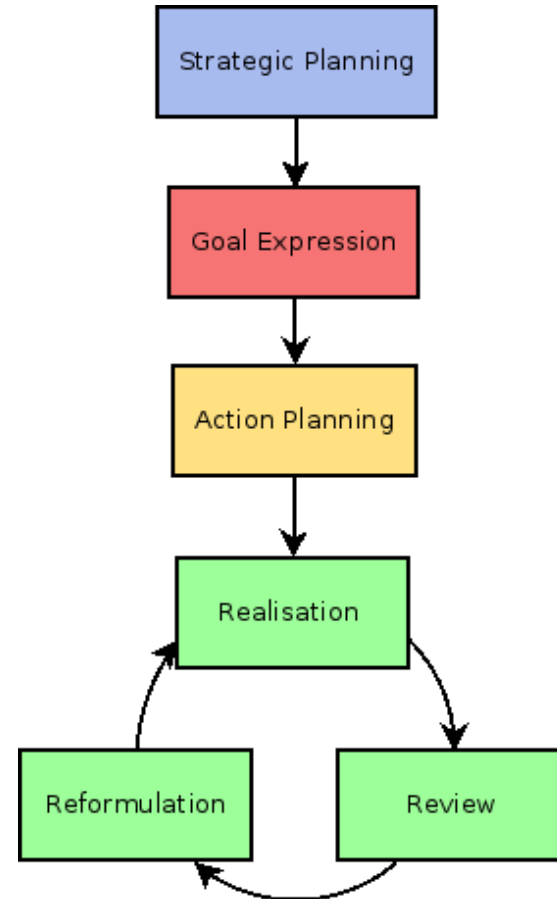 Strategic Planning
Goal Expression
Action Planning
Realisation
Reformulation
Review